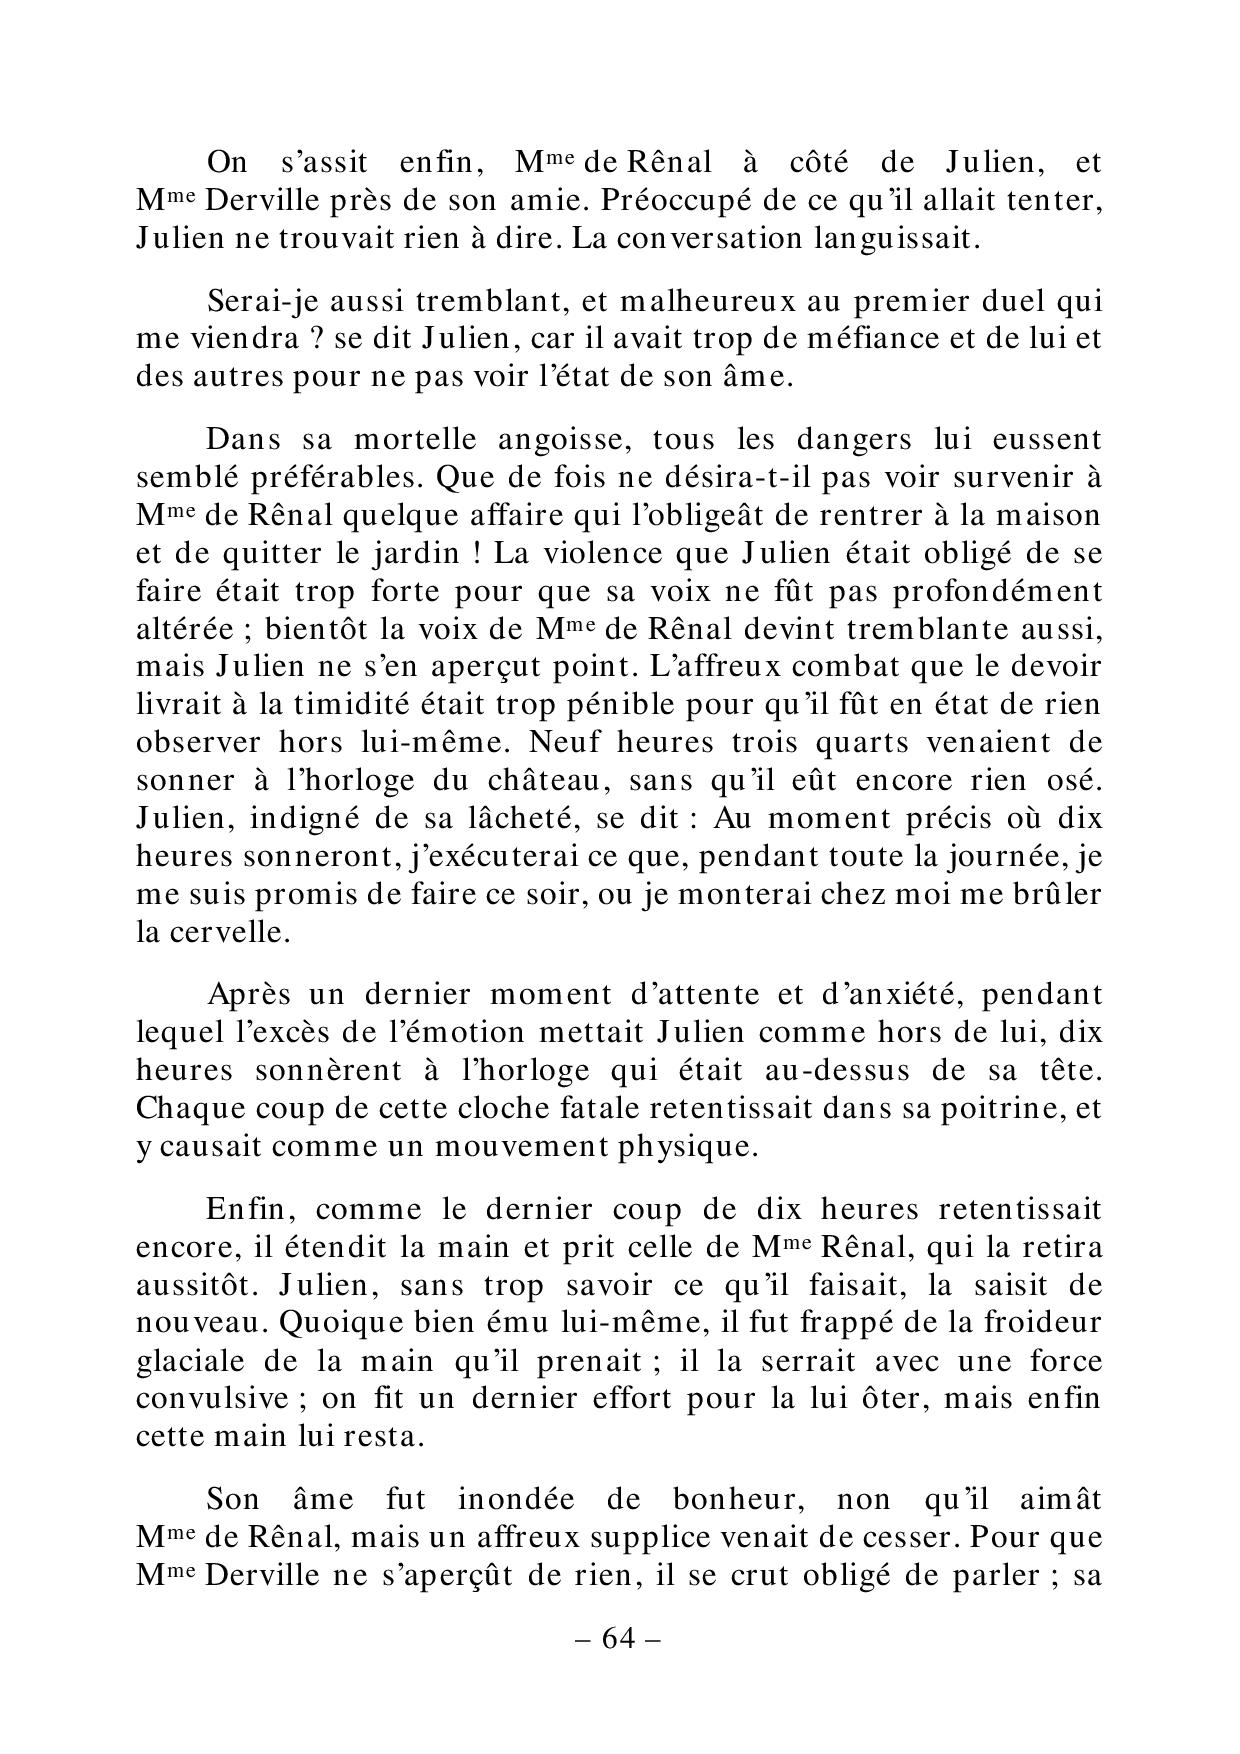 On s’assit enfin, Mme de Rênal à côté de Julien, et
Mme Derville près de son amie. Préoccupé de ce qu’il allait tenter,
Julien ne trouvait rien à dire. La conversation languissait.
Serai-je aussi tremblant, et malheureux au premier duel qui
me viendra ? se dit Julien, car il avait trop de méfiance et de lui et
des autres pour ne pas voir l’état de son âme.
Dans sa mortelle angoisse, tous les dangers lui eussent
semblé préférables. Que de fois ne désira-t-il pas voir survenir à
Mme de Rênal quelque affaire qui l’obligeât de rentrer à la maison
et de quitter le jardin ! La violence que Julien était obligé de se
faire était trop forte pour que sa voix ne fût pas profondément
altérée ; bientôt la voix de Mme de Rênal devint tremblante aussi,
mais Julien ne s’en aperçut point. L’affreux combat que le devoir
livrait à la timidité était trop pénible pour qu’il fût en état de rien
observer hors lui-même. Neuf heures trois quarts venaient de
sonner à l’horloge du château, sans qu’il eût encore rien osé.
Julien, indigné de sa lâcheté, se dit : Au moment précis où dix
heures sonneront, j’exécuterai ce que, pendant toute la journée, je
me suis promis de faire ce soir, ou je monterai chez moi me brûler
la cervelle.
Après un dernier moment d’attente et d’anxiété, pendant
lequel l’excès de l’émotion mettait Julien comme hors de lui, dix
heures sonnèrent à l’horloge qui était au-dessus de sa tête.
Chaque coup de cette cloche fatale retentissait dans sa poitrine, et
y causait comme un mouvement physique.
Enfin, comme le dernier coup de dix heures retentissait
encore, il étendit la main et prit celle de Mme Rênal, qui la retira
aussitôt. Julien, sans trop savoir ce qu’il faisait, la saisit de
nouveau. Quoique bien ému lui-même, il fut frappé de la froideur
glaciale de la main qu’il prenait ; il la serrait avec une force
convulsive ; on fit un dernier effort pour la lui ôter, mais enfin
cette main lui resta.
Son âme fut inondée de bonheur, non qu’il aimât
Mme de Rênal, mais un affreux supplice venait de cesser. Pour que
Mme Derville ne s’aperçût de rien, il se crut obligé de parler ; sa
– 64 –